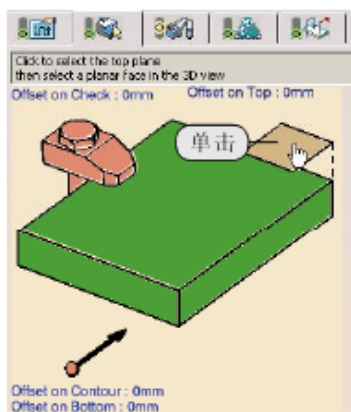 Click to select the top plane
then select a planar face in the 3D view
Offset on Check : 0mm
Offset on Top : 0mm
单击
Offset on Contour : 0mm
Offset on Bottom : 0mm